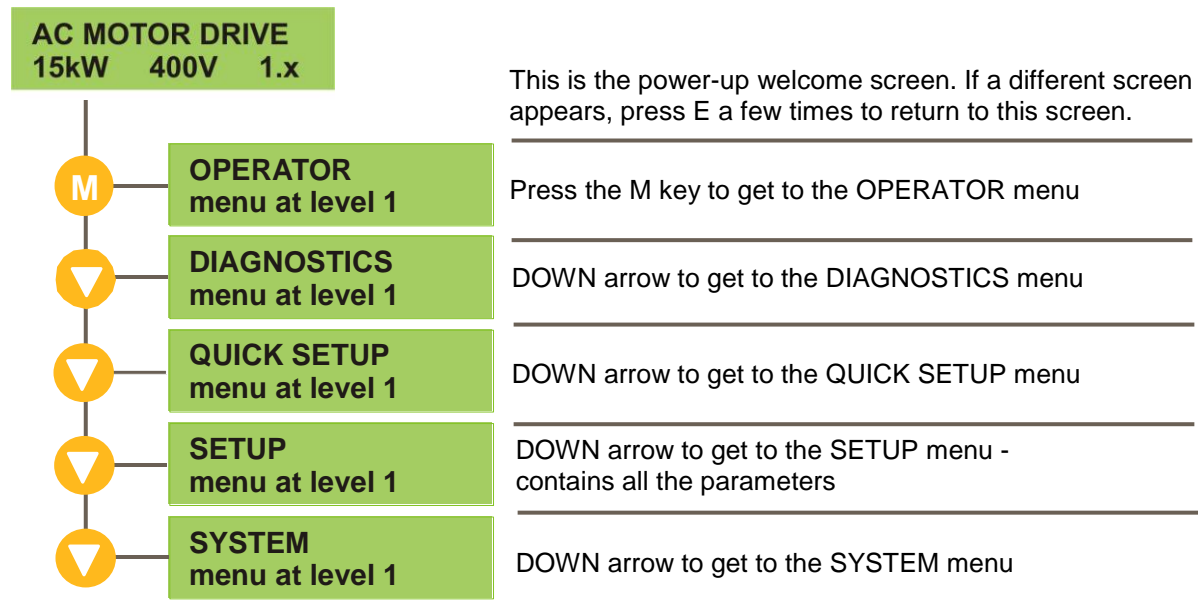 AC MOTOR DRIVE
15kW 400V 1.x
This is the power-up welcome screen. If a different screen
appears, press E a few times to return to this screen.
M
OPERATOR
menu at level 1
Press the M key to get to the OPERATOR menu
DIAGNOSTICS
menu at level 1
DOWN arrow to get to the DIAGNOSTICS menu
QUICK SETUP
menu at level 1
DOWN arrow to get to the QUICK SETUP menu
SETUP
menu at level 1
DOWN arrow to get to the SETUP menu -
contains all the parameters
SYSTEM
menu at level 1
DOWN arrow to get to the SYSTEM menu